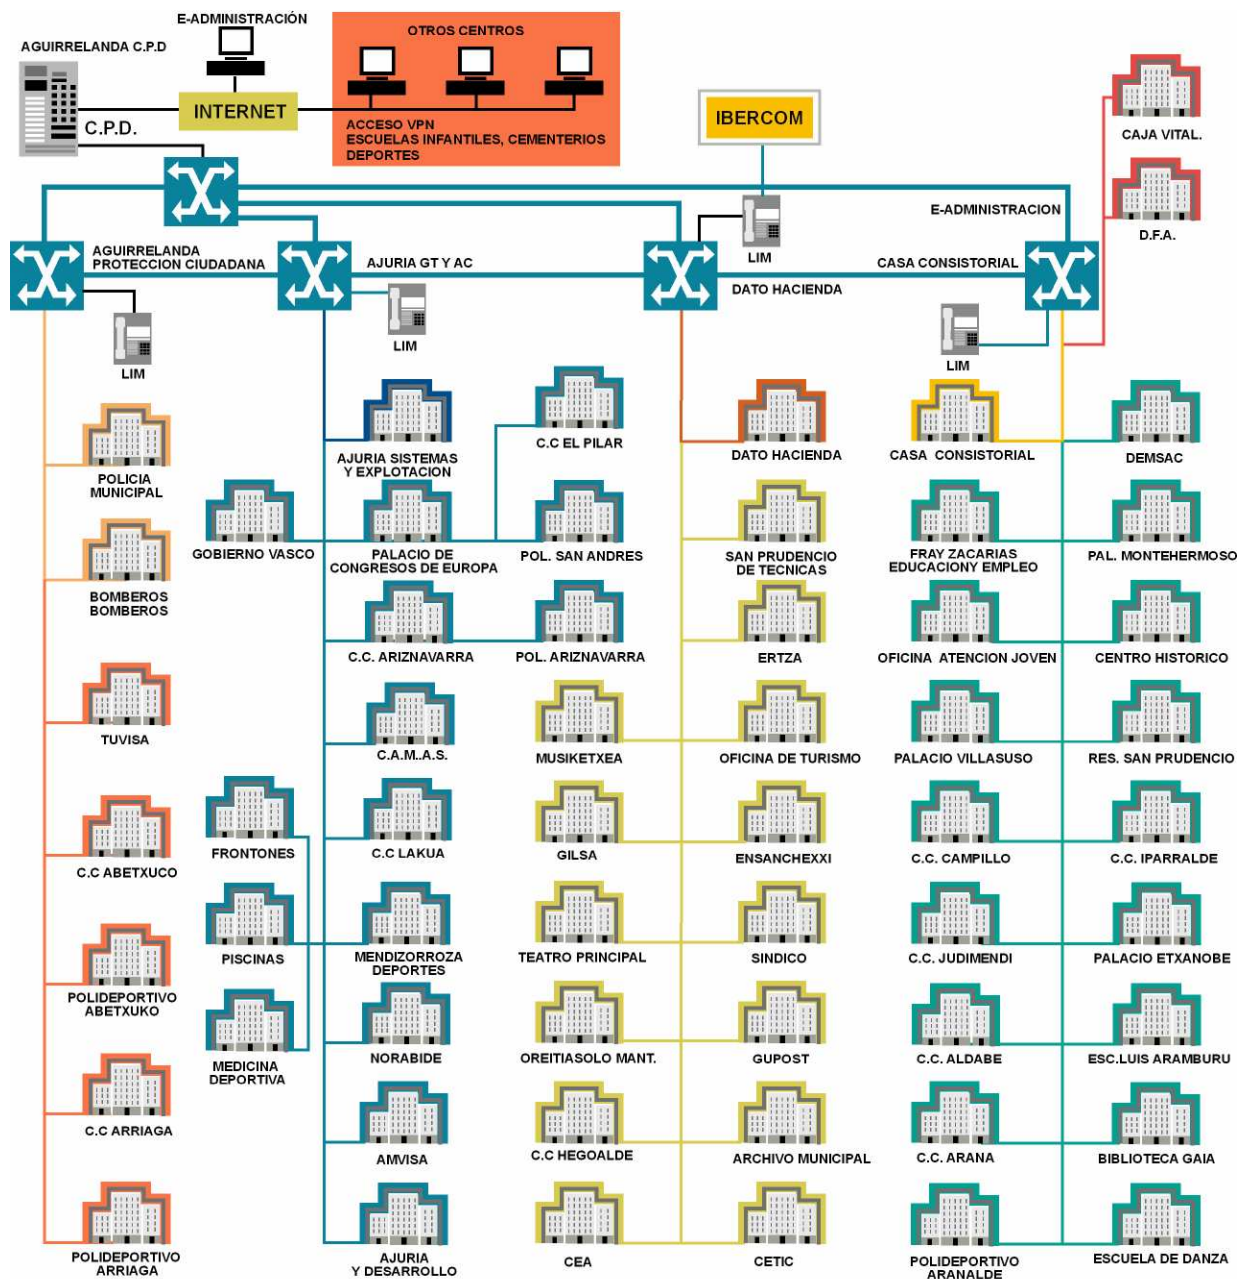 E-ADMINISTRACIÓN
AGUIRRELANDA C.P.D
OTROS CENTROS
INTERNET
C.P.D.
ACCESO VPN
ESCUELAS INFANTILES, CEMENTERIOS
DEPORTES
IBERCOM
CAJA VITAL.
E-ADMINISTRACION
D.F.A.
AGUIRRELANDA
PROTECCION CIUDADANA
AJURIA GT Y AC
LIM
DATO HACIENDA
CASA CONSISTORIAL
LIM
LIM
LIM
POLICIA
MUNICIPAL
AJURIA SISTEMAS
Y EXPLOTACION
C.C EL PILAR
DATO HACIENDA
CASA CONSISTORIAL
DEMSAC
BOMBEROS
BOMBEROS
GOBIERNO VASCO
PALACIO DE
CONGRESOS DE EUROPA
POL. SAN ANDRES
SAN PRUDENCIO
DE TECNICAS
FRAY ZACARIAS
EDUCACIONY EMPLEO
PAL. MONTEHERMOSO
C.C. ARIZNAVARRA
POL. ARIZNAVARRA
ERTZA
OFICINA ATENCION JOVEN
CENTRO HISTORICO
TUVISA
C.A.M..A.S.
MUSIKETXEA
OFICINA DE TURISMO
PALACIO VILLASUSO
RES. SAN PRUDENCIO
C.C ABETXUCO
FRONTONES
C.C LAKUA
GILSA
ENSANCHEXXI
C.C. CAMPILLO
C.C. IPARRALDE
POLIDEPORTIVO
ABETXUKO
PISCINAS
MENDIZORROZA
DEPORTES
TEATRO PRINCIPAL
SINDICO
C.C. JUDIMENDI
PALACIO ETXANOBE
MEDICINA
DEPORTIVA
NORABIDE
OREITIASOLO MANT.
GUPOST
C.C. ALDABE
ESC.LUIS ARAMBURU
C.C ARRIAGA
AMVISA
C.C HEGOALDE
ARCHIVO MUNICIPAL
C.C. ARANA
BIBLIOTECA GAIA
POLIDEPORTIVO
ARRIAGA
AJURIA
Y DESARROLLO
CEA
CETIC
POLIDEPORTIVO
ARANALDE
ESCUELA DE DANZA